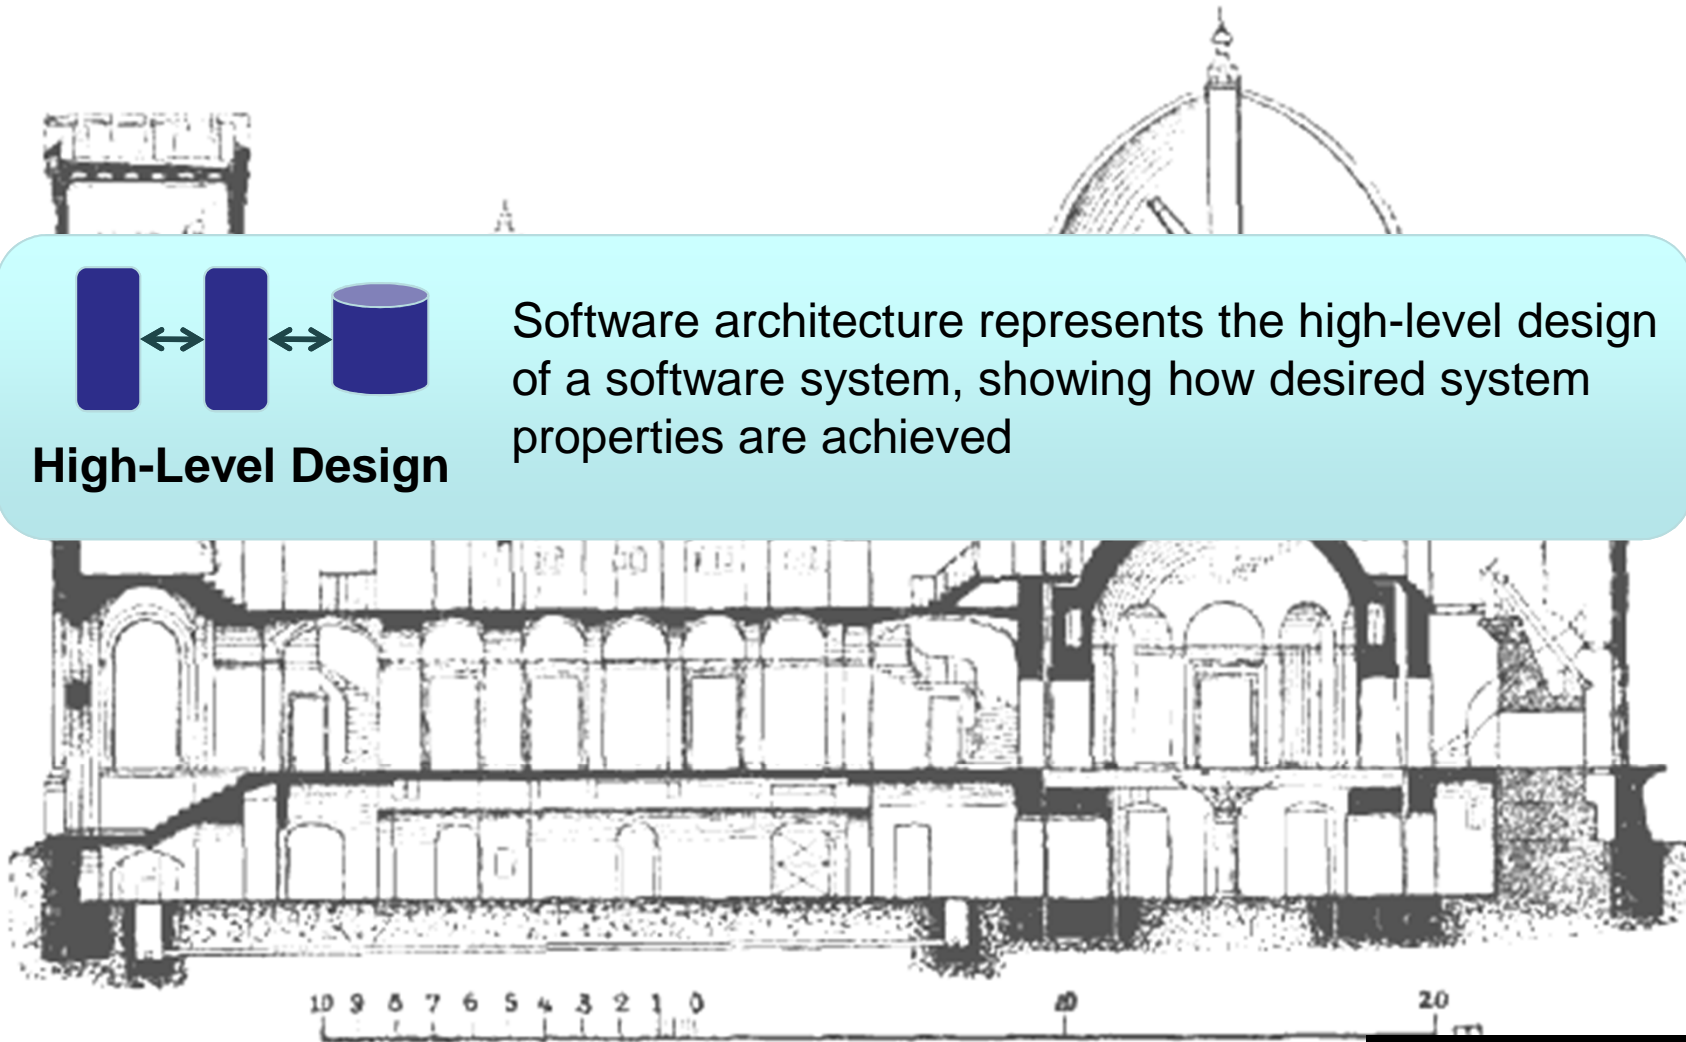 Software architecture represents the high-level design
of a software system, showing how desired system
properties are achieved
High-Level Design
10 9 8 7 6 5 4 3 2 1 0 10 20